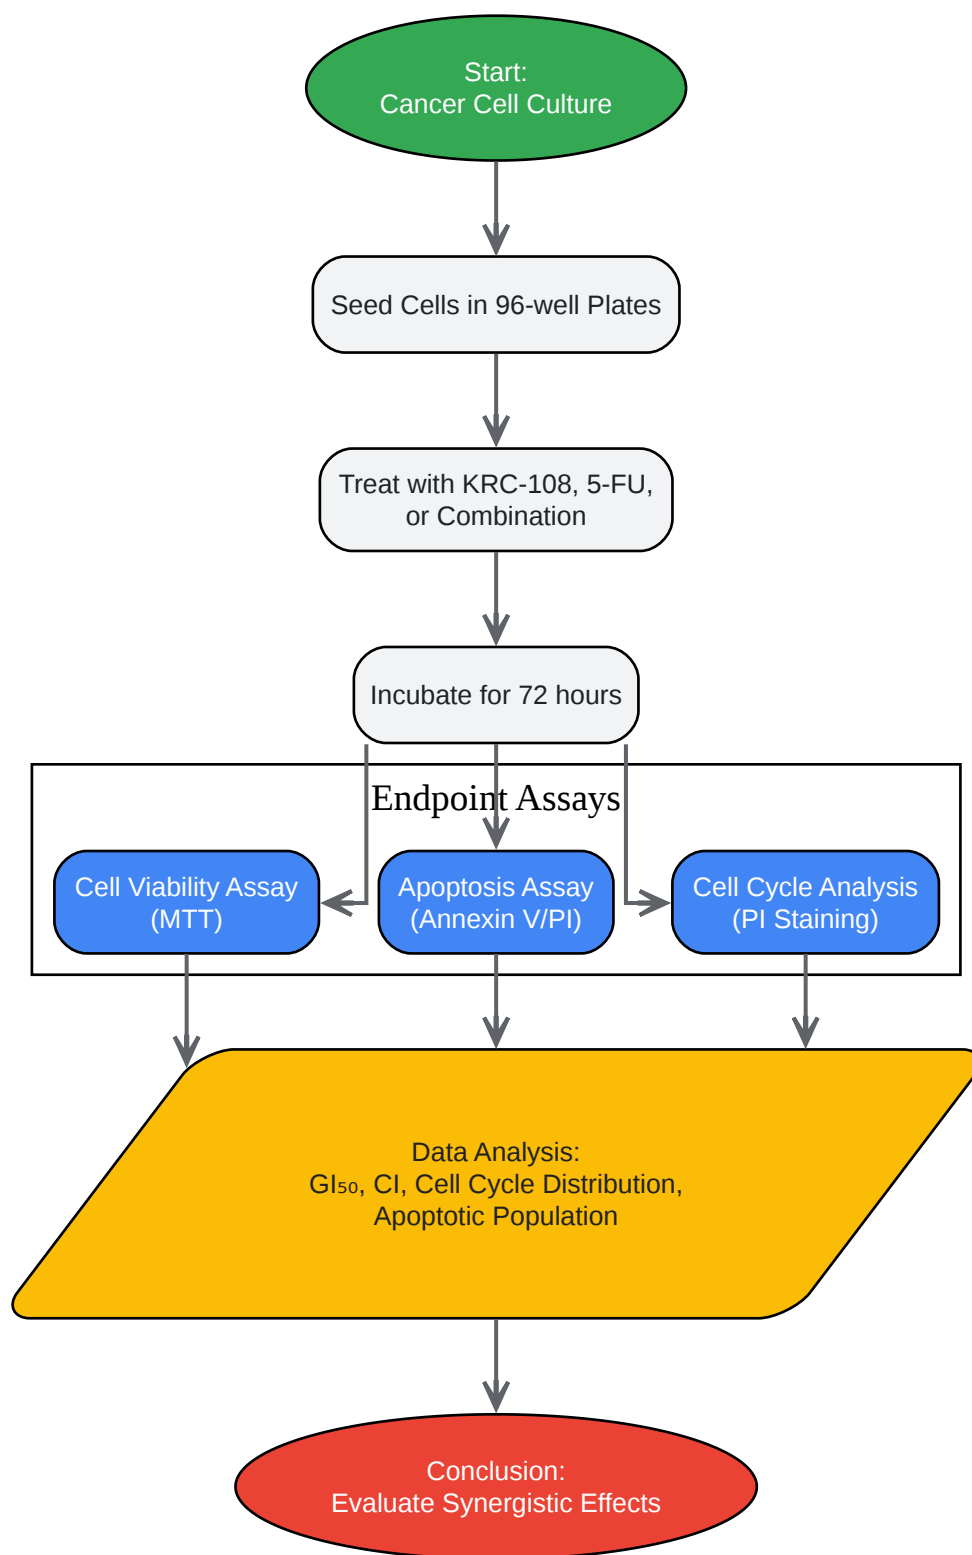 Start:
Cancer Cell Culture
Seed Cells in 96-well Plates
Treat with KRC-108, 5-FU,
or Combination
Incubate for 72 hours
Endpoint Assays
Cell Viability Assay
(MTT)
Apoptosis Assay
(Annexin V/PI)
Cell Cycle Analysis
(PI Staining)
Data Analysis:
GI₅₀, CI, Cell Cycle Distribution,
Apoptotic Population
Conclusion:
Evaluate Synergistic Effects